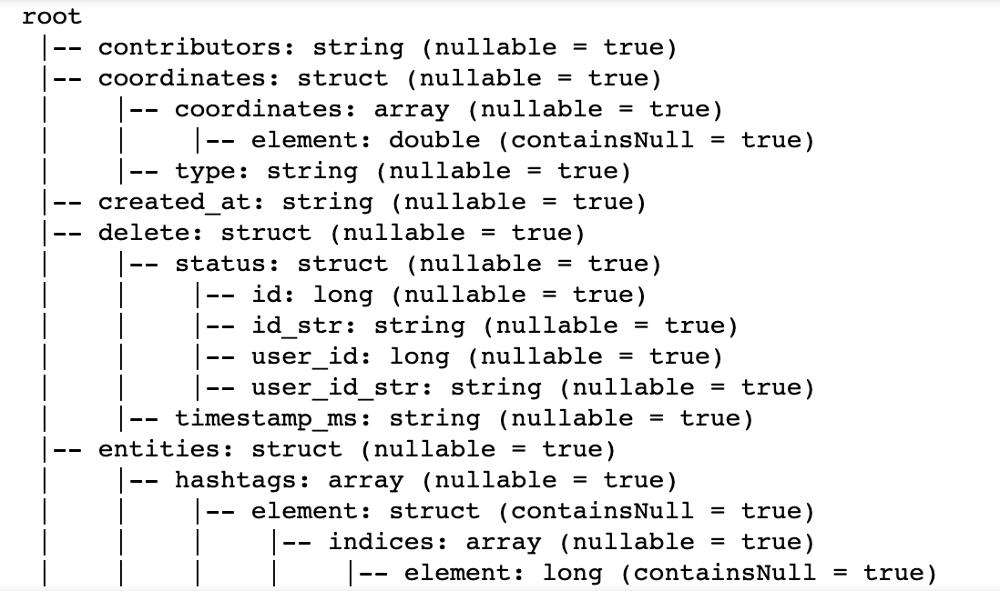 root
 |-- contributors: string (nullable = true)
 |-- coordinates: struct (nullable = true)
 |    |-- coordinates: array (nullable = true)
 |    |    |-- element: double (containsNull = true)
 |    |-- type: string (nullable = true)
 |-- created_at: string (nullable = true)
 |-- delete: struct (nullable = true)
 |    |-- status: struct (nullable = true)
 |    |    |-- id: long (nullable = true)
 |    |    |-- id_str: string (nullable = true)
 |    |    |-- user_id: long (nullable = true)
 |    |    |-- user_id_str: string (nullable = true)
 |    |-- timestamp_ms: string (nullable = true)
 |-- entities: struct (nullable = true)
 |    |-- hashtags: array (nullable = true)
 |    |    |-- element: struct (containsNull = true)
 |    |    |    |-- indices: array (nullable = true)
 |    |    |    |    |-- element: long (containsNull = true)